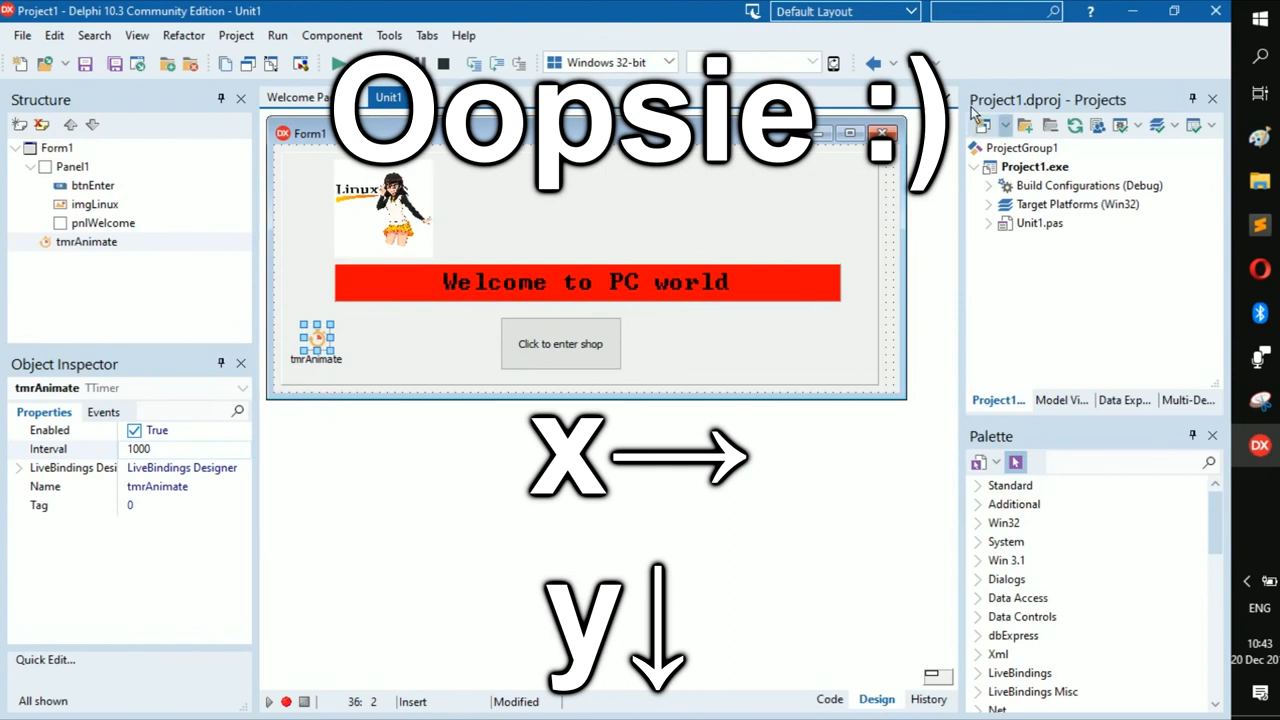 Project1 - Delphi 10.3 Community Edition - Unit1
Default Layout
?
File Edit Search View Refactor Project Run Component Tools Tabs Help
Windows 32-bit
Oopsie :)
Structure
Form1
Panel1
btnEnter
imgLinux
pnlWelcome
tmrAnimate
Object Inspector
tmrAnimate TTimer
Properties Events
Enabled True
Interval 1000
LiveBindings Desi LiveBindings Designer
Name tmrAnimate
Tag 0
Quick Edit...
All shown
Welcome Pa
Unit1
DX Form1
Linux
Welcome to PC world
tmrAnimate
Click to enter shop
x→
y↓
36: 2 Insert Modified
Code Design History
Project1.dproj - Projects
ProjectGroup1
Project1.exe
Build Configurations (Debug)
Target Platforms (Win32)
Unit1.pas
Project1... Model Vi... Data Exp... Multi-De...
Palette
Standard
Additional
Win32
System
Win 3.1
Dialogs
Data Access
Data Controls
dbExpress
Xml
LiveBindings
LiveBindings Misc
Net
DX
ENG
10:43
20 Dec 20